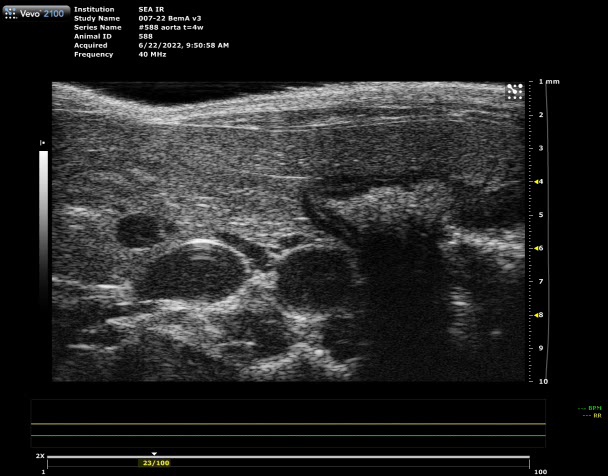 Vevo 2100
Institution SEA IR
Study Name 007-22 BemA v3
Series Name #588 aorta t=4w
Animal ID 588
Acquired 6/22/2022, 9:50:58 AM
Frequency 40 MHz
1 mm
2
3
4
5
6
7
8
9
10
--- BPM
--- RR
2X
23/100
1
100